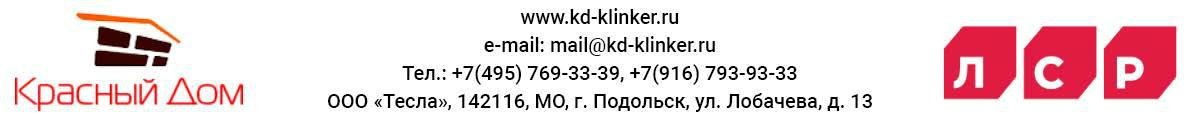 Красный Дом
www.kd-klinker.ru
e-mail: mail@kd-klinker.ru
Тел.: +7(495) 769-33-39, +7(916) 793-93-33
ООО «Тесла», 142116, МО, г. Подольск, ул. Лобачева, д. 13
ЛСР